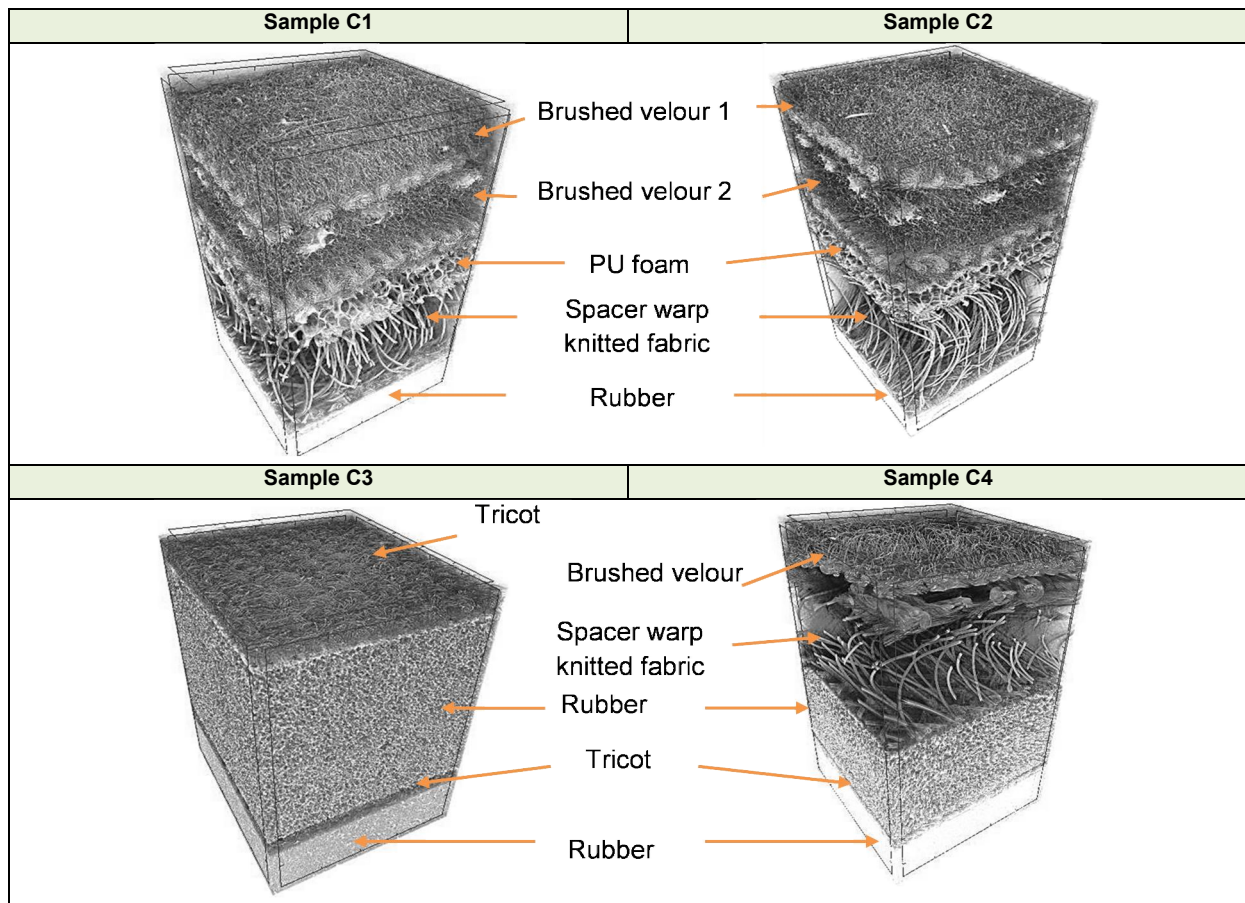 Sample C1
Sample C2
Brushed velour 1
Brushed velour 2
PU foam
Spacer warp
knitted fabric
Rubber
Sample C3
Sample C4
Tricot
Brushed velour
Spacer warp
knitted fabric
Rubber
Tricot
Rubber